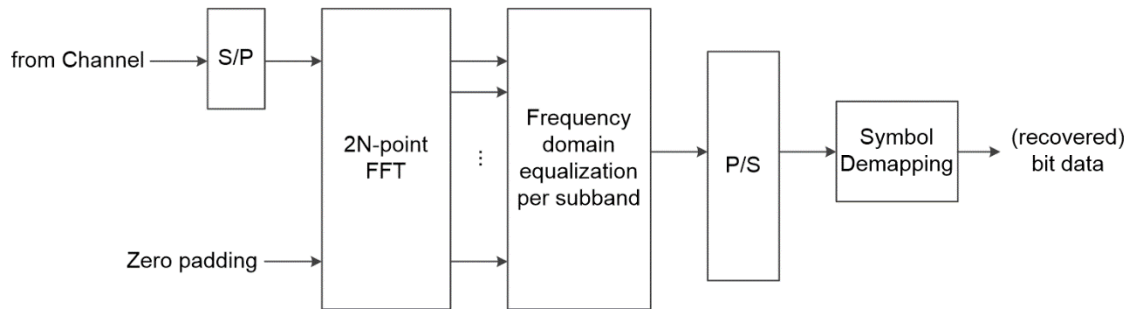 from Channel
S/P
Zero padding
2N-point
FFT
...
Frequency
domain
equalization
per subband
P/S
Symbol
Demapping
(recovered)
bit data